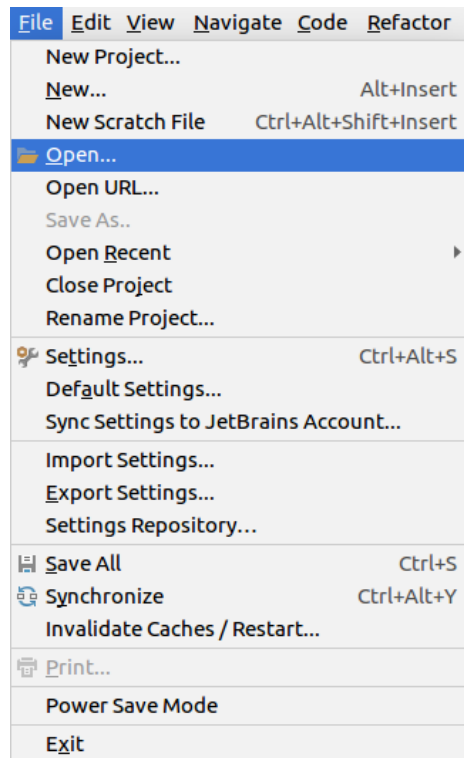 File Edit View Navigate Code Refactor
New Project...
New... Alt+Insert
New Scratch File Ctrl+Alt+Shift+Insert
Open...
Open URL...
Save As..
Open Recent
Close Project
Rename Project...
Settings... Ctrl+Alt+S
Default Settings...
Sync Settings to JetBrains Account...
Import Settings...
Export Settings...
Settings Repository...
Save All Ctrl+S
Synchronize Ctrl+Alt+Y
Invalidate Caches / Restart...
Print...
Power Save Mode
Exit